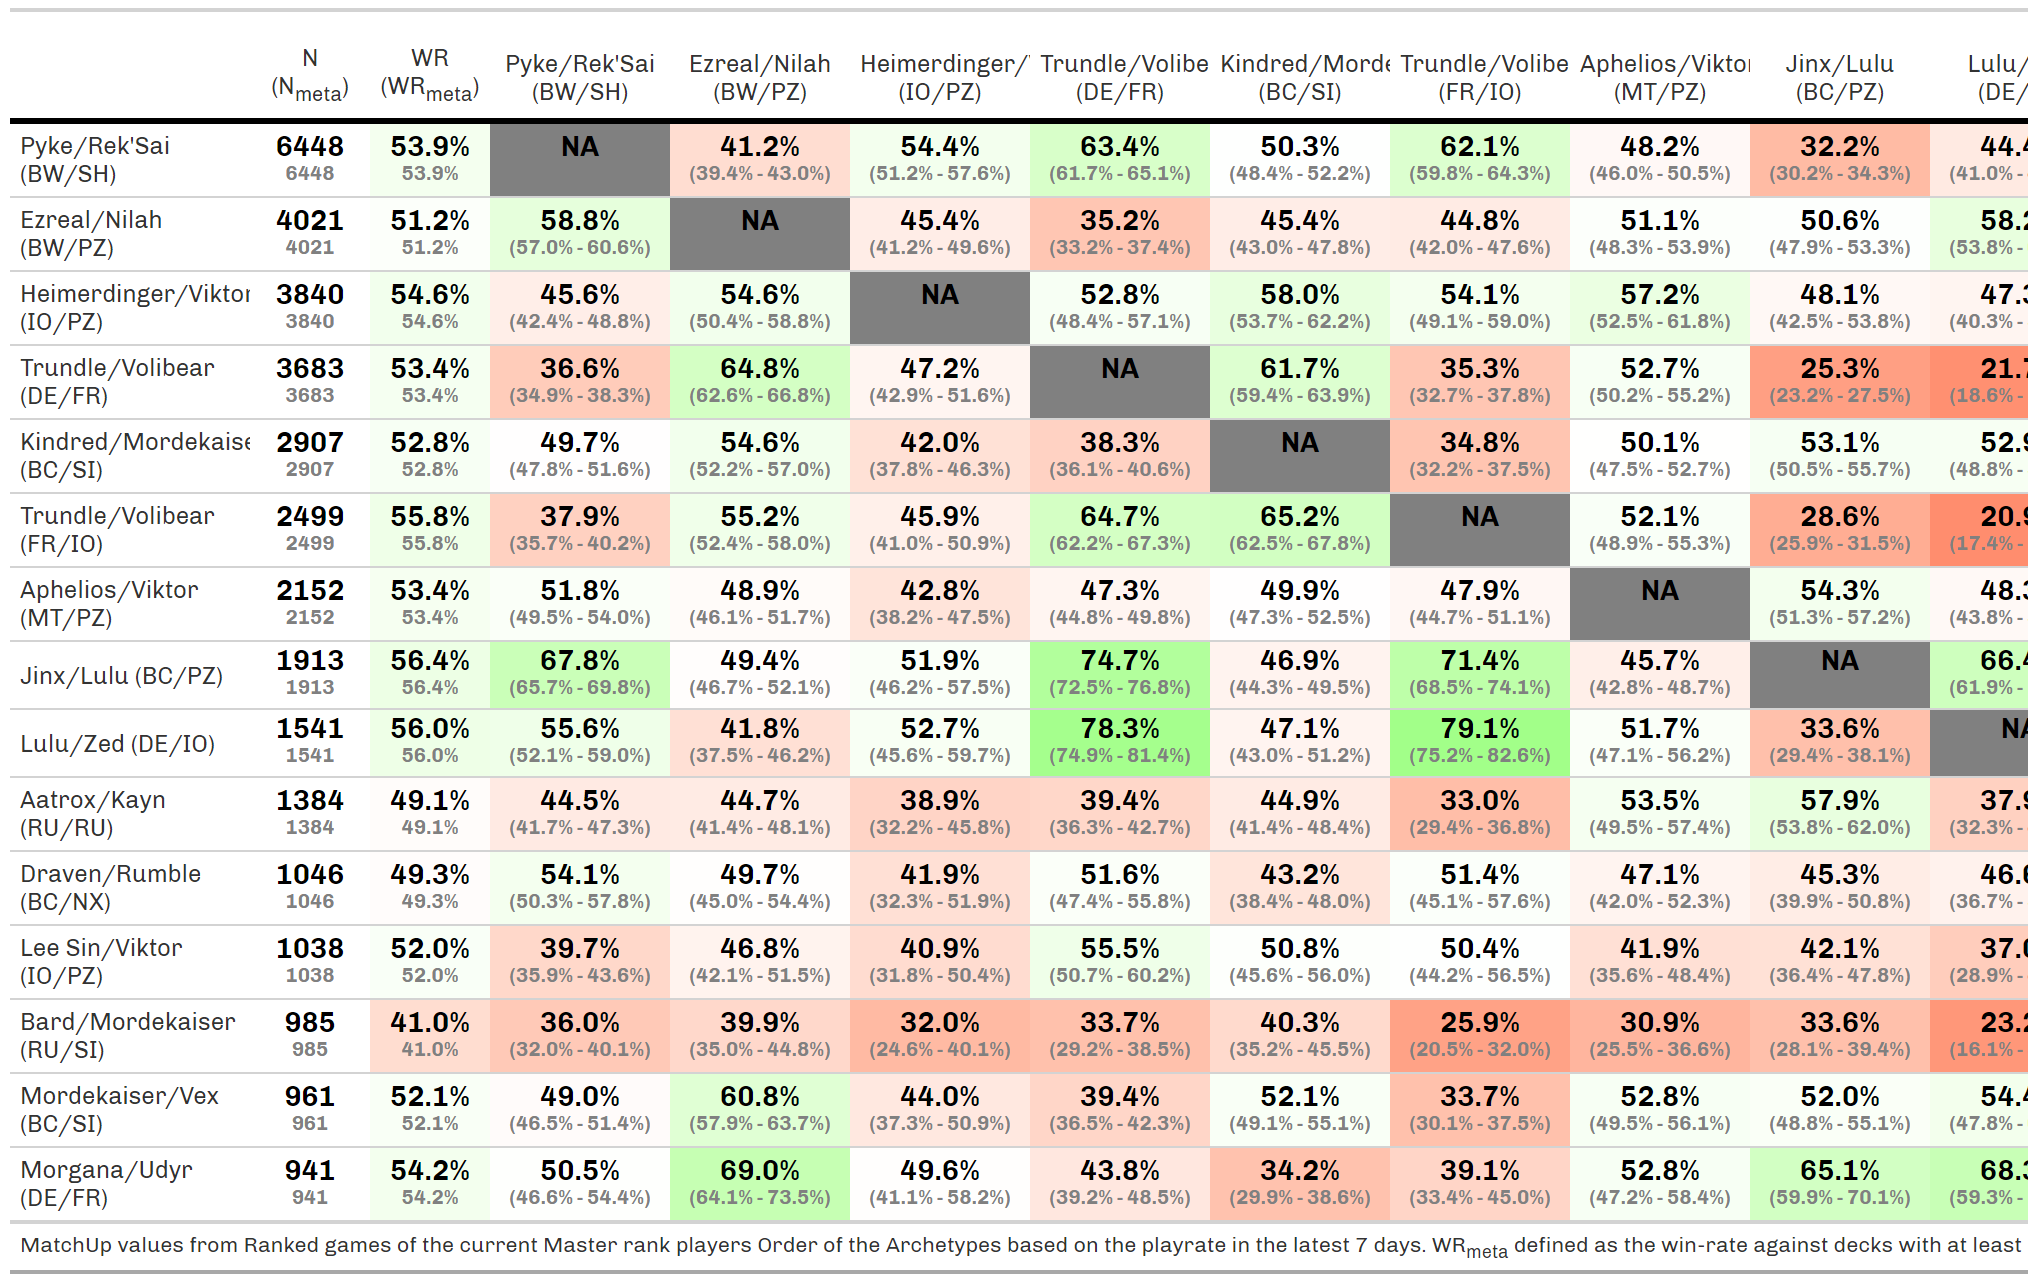 N WR Pyke/Rek'Sai Ezreal/Nilah Heimerdinger/ Trundle/Volibe Kindred/Morde Trundle/Volibe Aphelios/Viktor Jinx/Lulu Lulu/
(Nmeta) (WRmeta) (BW/SH) (BW/PZ) (IO/PZ) (DE/FR) (BC/SI) (FR/IO) (MT/PZ) (BC/PZ) (DE/
Pyke/Rek'Sai 6448 53.9% NA 41.2% 54.4% 63.4% 50.3% 62.1% 48.2% 32.2% 44.4
(BW/SH) 6448 53.9% (39.4% - 43.0%) (51.2% - 57.6%) (61.7% - 65.1%) (48.4% - 52.2%) (59.8% - 64.3%) (46.0% - 50.5%) (30.2% - 34.3%) (41.0% -
Ezreal/Nilah 4021 51.2% 58.8% NA 45.4% 35.2% 45.4% 44.8% 51.1% 50.6% 58.2
(BW/PZ) 4021 51.2% (57.0% - 60.6%) (41.2% - 49.6%) (33.2% - 37.4%) (43.0% - 47.8%) (42.0% - 47.6%) (48.3% - 53.9%) (47.9% - 53.3%) (53.8% -
Heimerdinger/Viktor 3840 54.6% 45.6% 54.6% NA 52.8% 58.0% 54.1% 57.2% 48.1% 47.3
(IO/PZ) 3840 54.6% (42.4% - 48.8%) (50.4% - 58.8%) (48.4% - 57.1%) (53.7% - 62.2%) (49.1% - 59.0%) (52.5% - 61.8%) (42.5% - 53.8%) (40.3% -
Trundle/Volibear 3683 53.4% 36.6% 64.8% 47.2% NA 61.7% 35.3% 52.7% 25.3% 21.7
(DE/FR) 3683 53.4% (34.9% - 38.3%) (62.6% - 66.8%) (42.9% - 51.6%) (59.4% - 63.9%) (32.7% - 37.8%) (50.2% - 55.2%) (23.2% - 27.5%) (18.6% -
Kindred/Mordekaise 2907 52.8% 49.7% 54.6% 42.0% 38.3% NA 34.8% 50.1% 53.1% 52.9
(BC/SI) 2907 52.8% (47.8% - 51.6%) (52.2% - 57.0%) (37.8% - 46.3%) (36.1% - 40.6%) (32.2% - 37.5%) (47.5% - 52.7%) (50.5% - 55.7%) (48.8% -
Trundle/Volibear 2499 55.8% 37.9% 55.2% 45.9% 64.7% 65.2% NA 52.1% 28.6% 20.9
(FR/IO) 2499 55.8% (35.7% - 40.2%) (52.4% - 58.0%) (41.0% - 50.9%) (62.2% - 67.3%) (62.5% - 67.8%) (48.9% - 55.3%) (25.9% - 31.5%) (17.4% -
Aphelios/Viktor 2152 53.4% 51.8% 48.9% 42.8% 47.3% 49.9% 47.9% NA 54.3% 48.3
(MT/PZ) 2152 53.4% (49.5% - 54.0%) (46.1% - 51.7%) (38.2% - 47.5%) (44.8% - 49.8%) (47.3% - 52.5%) (44.7% - 51.1%) (51.3% - 57.2%) (43.8% -
Jinx/Lulu (BC/PZ) 1913 56.4% 67.8% 49.4% 51.9% 74.7% 46.9% 71.4% 45.7% NA 66.4
1913 56.4% (65.7% - 69.8%) (46.7% - 52.1%) (46.2% - 57.5%) (72.5% - 76.8%) (44.3% - 49.5%) (68.5% - 74.1%) (42.8% - 48.7%) (61.9% -
Lulu/Zed (DE/IO) 1541 56.0% 55.6% 41.8% 52.7% 78.3% 47.1% 79.1% 51.7% 33.6% NA
1541 56.0% (52.1% - 59.0%) (37.5% - 46.2%) (45.6% - 59.7%) (74.9% - 81.4%) (43.0% - 51.2%) (75.2% - 82.6%) (47.1% - 56.2%) (29.4% - 38.1%)
Aatrox/Kayn 1384 49.1% 44.5% 44.7% 38.9% 39.4% 44.9% 33.0% 53.5% 57.9% 37.9
(RU/RU) 1384 49.1% (41.7% - 47.3%) (41.4% - 48.1%) (32.2% - 45.8%) (36.3% - 42.7%) (41.4% - 48.4%) (29.4% - 36.8%) (49.5% - 57.4%) (53.8% - 62.0%) (32.3% -
Draven/Rumble 1046 49.3% 54.1% 49.7% 41.9% 51.6% 43.2% 51.4% 47.1% 45.3% 46.6
(BC/NX) 1046 49.3% (50.3% - 57.8%) (45.0% - 54.4%) (32.3% - 51.9%) (47.4% - 55.8%) (38.4% - 48.0%) (45.1% - 57.6%) (42.0% - 52.3%) (39.9% - 50.8%) (36.7% -
Lee Sin/Viktor 1038 52.0% 39.7% 46.8% 40.9% 55.5% 50.8% 50.4% 41.9% 42.1% 37.0
(IO/PZ) 1038 52.0% (35.9% - 43.6%) (42.1% - 51.5%) (31.8% - 50.4%) (50.7% - 60.2%) (45.6% - 56.0%) (44.2% - 56.5%) (35.6% - 48.4%) (36.4% - 47.8%) (28.9% -
Bard/Mordekaiser 985 41.0% 36.0% 39.9% 32.0% 33.7% 40.3% 25.9% 30.9% 33.6% 23.2
(RU/SI) 985 41.0% (32.0% - 40.1%) (35.0% - 44.8%) (24.6% - 40.1%) (29.2% - 38.5%) (35.2% - 45.5%) (20.5% - 32.0%) (25.5% - 36.6%) (28.1% - 39.4%) (16.1% -
Mordekaiser/Vex 961 52.1% 49.0% 60.8% 44.0% 39.4% 52.1% 33.7% 52.8% 52.0% 54.4
(BC/SI) 961 52.1% (46.5% - 51.4%) (57.9% - 63.7%) (37.3% - 50.9%) (36.5% - 42.3%) (49.1% - 55.1%) (30.1% - 37.5%) (49.5% - 56.1%) (48.8% - 55.1%) (47.8% -
Morgana/Udyr 941 54.2% 50.5% 69.0% 49.6% 43.8% 34.2% 39.1% 52.8% 65.1% 68.3
(DE/FR) 941 54.2% (46.6% - 54.4%) (64.1% - 73.5%) (41.1% - 58.2%) (39.2% - 48.5%) (29.9% - 38.6%) (33.4% - 45.0%) (47.2% - 58.4%) (59.9% - 70.1%) (59.3% -
MatchUp values from Ranked games of the current Master rank players Order of the Archetypes based on the playrate in the latest 7 days. WRmeta defined as the win-rate against decks with at least